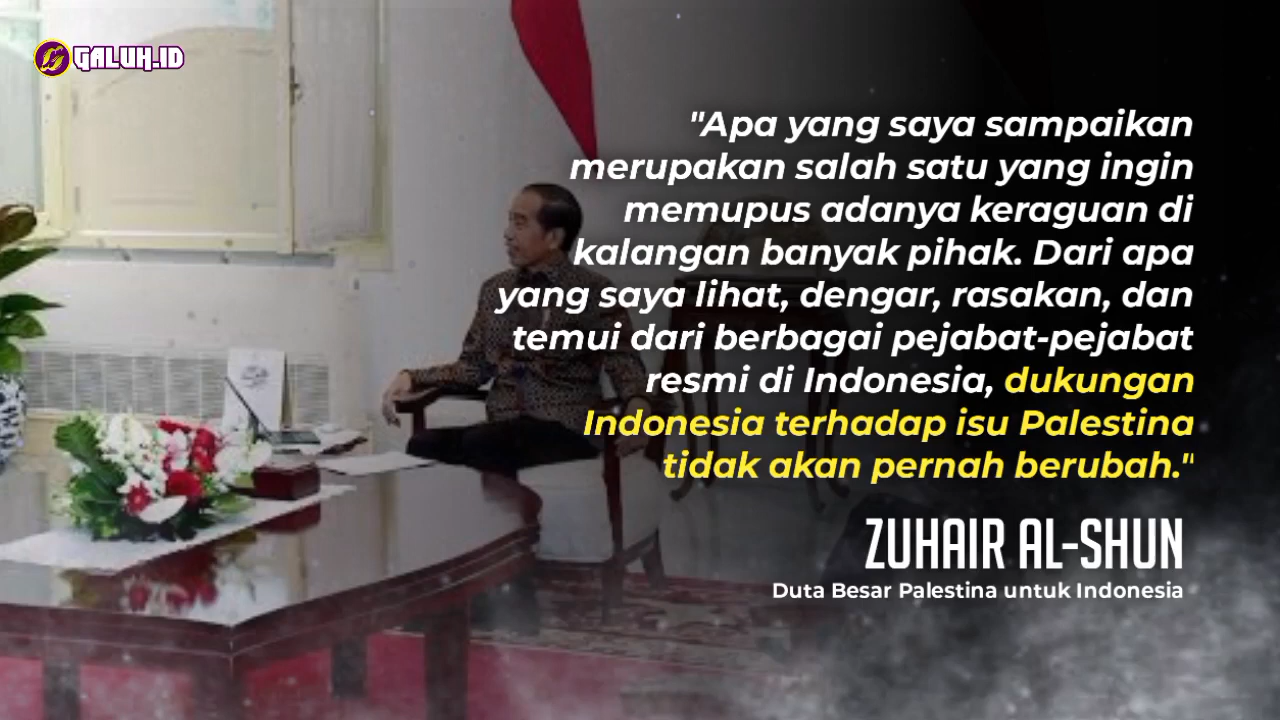 GALUH.ID
"Apa yang saya sampaikan
merupakan salah satu yang ingin
memupus adanya keraguan di
kalangan banyak pihak. Dari apa
yang saya lihat, dengar, rasakan, dan
temui dari berbagai pejabat-pejabat
resmi di Indonesia, dukungan
Indonesia terhadap isu Palestina
tidak akan pernah berubah."
ZUHAIR AL-SHUN
Duta Besar Palestina untuk Indonesia